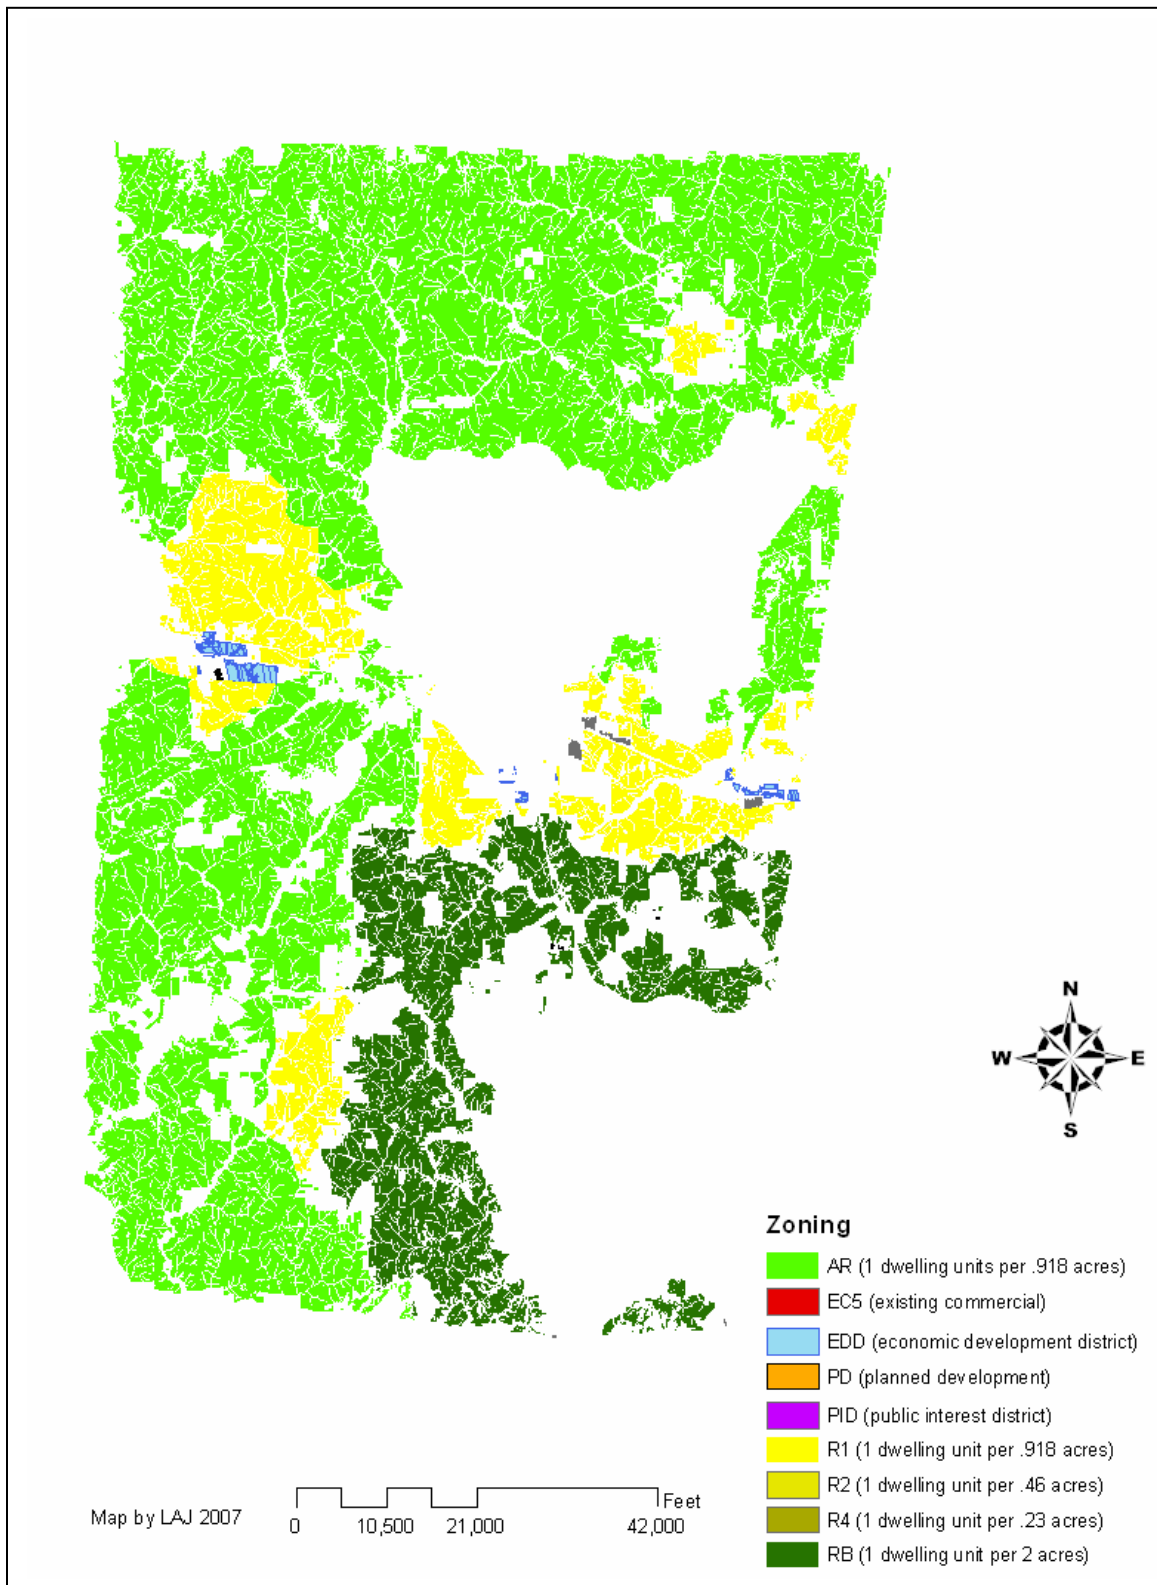 N
W E
S
Zoning
AR (1 dwelling units per .918 acres)
EC5 (existing commercial)
EDD (economic development district)
PD (planned development)
PID (public interest district)
R1 (1 dwelling unit per .918 acres)
R2 (1 dwelling unit per .46 acres)
R4 (1 dwelling unit per .23 acres)
RB (1 dwelling unit per 2 acres)
Map by LAJ 2007
Feet
0 10,500 21,000 42,000